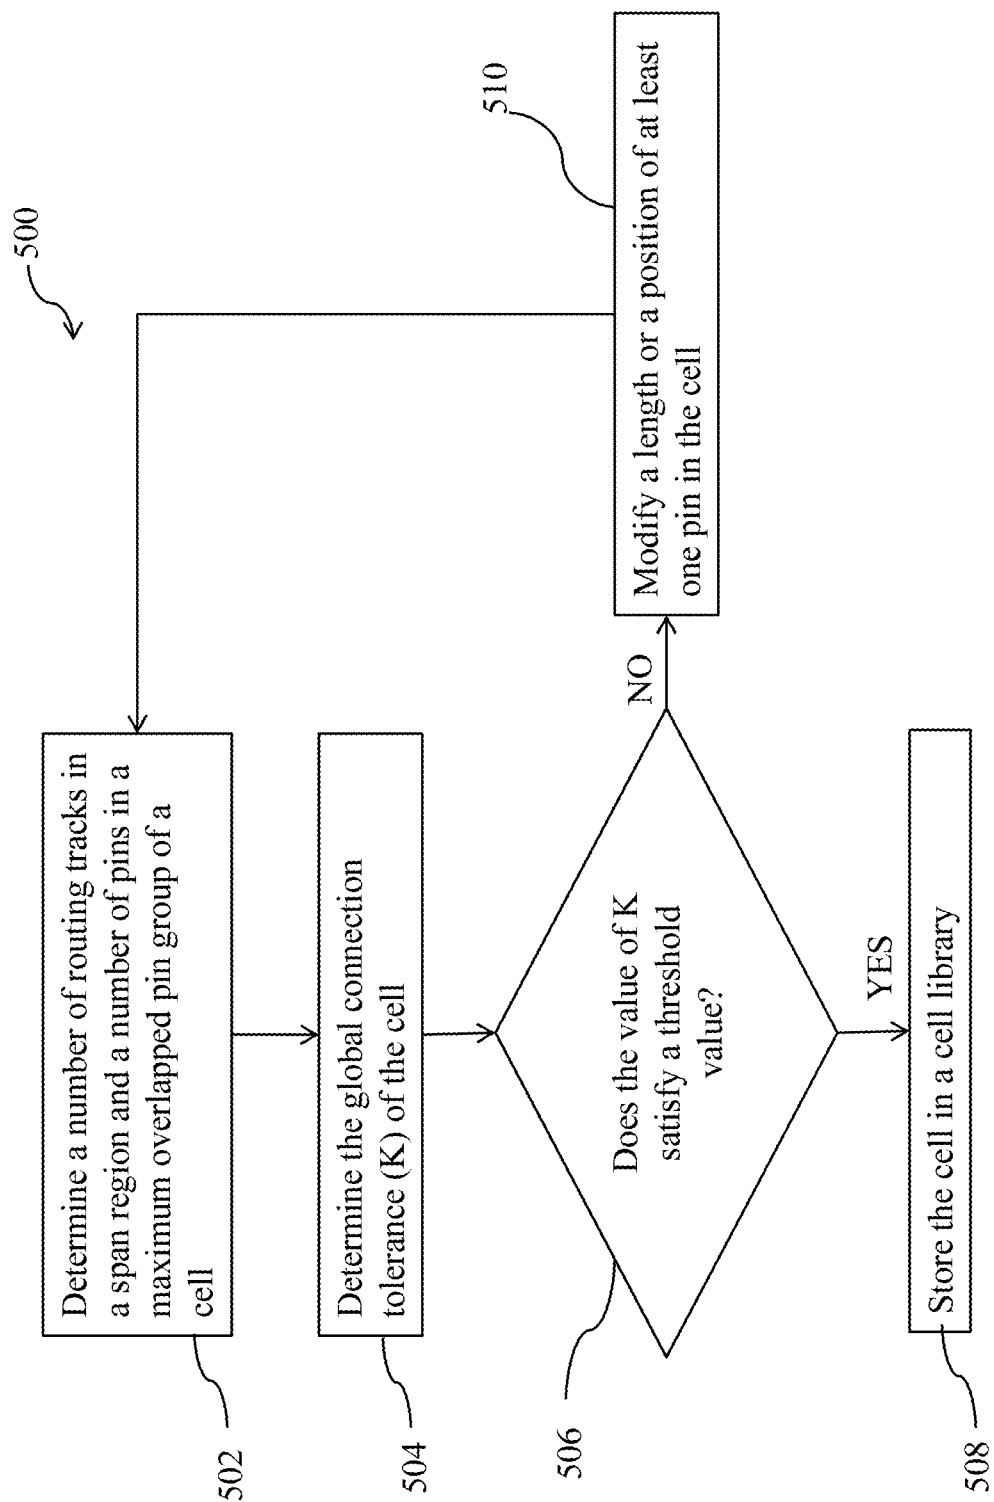 500
502
Determine a number of routing tracks in
a span region and a number of pins in a
maximum overlapped pin group of a
cell
504
Determine the global connection
tolerance (K) of the cell
506
Does the value of K
satisfy a threshold
value?
NO
510
Modify a length or a position of at least
one pin in the cell
YES
508
Store the cell in a cell library